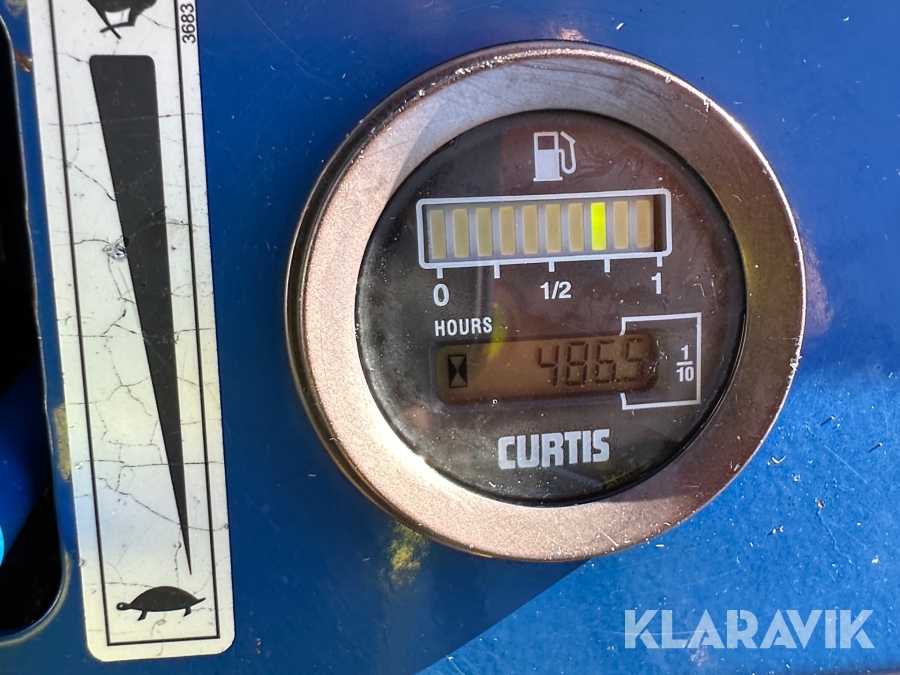 3683
0 1/2 1
HOURS
4865
1/10
CURTIS
KLARAVIK